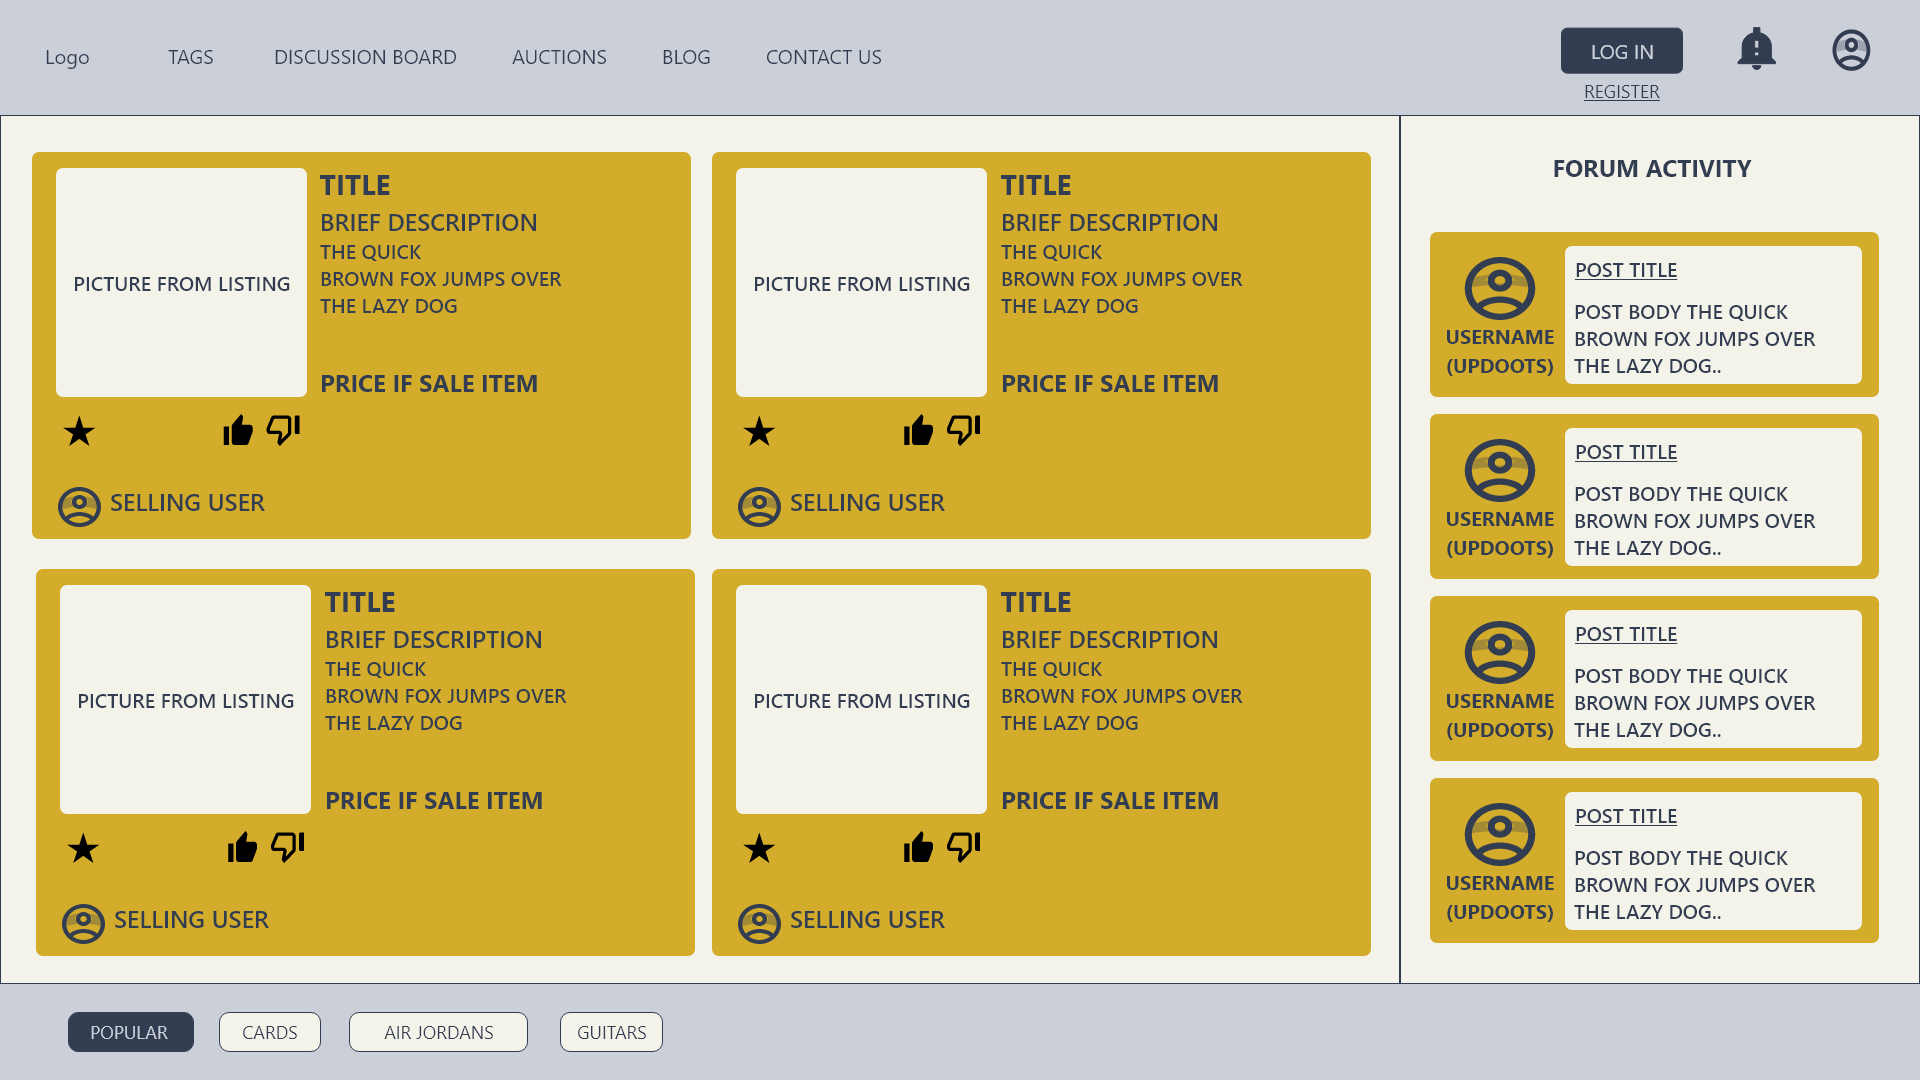 Logo
TAGS
DISCUSSION BOARD
AUCTIONS
BLOG
CONTACT US
LOG IN
REGISTER
PICTURE FROM LISTING
TITLE
BRIEF DESCRIPTION
THE QUICK
BROWN FOX JUMPS OVER
THE LAZY DOG
PRICE IF SALE ITEM
SELLING USER
PICTURE FROM LISTING
TITLE
BRIEF DESCRIPTION
THE QUICK
BROWN FOX JUMPS OVER
THE LAZY DOG
PRICE IF SALE ITEM
SELLING USER
PICTURE FROM LISTING
TITLE
BRIEF DESCRIPTION
THE QUICK
BROWN FOX JUMPS OVER
THE LAZY DOG
PRICE IF SALE ITEM
SELLING USER
PICTURE FROM LISTING
TITLE
BRIEF DESCRIPTION
THE QUICK
BROWN FOX JUMPS OVER
THE LAZY DOG
PRICE IF SALE ITEM
SELLING USER
FORUM ACTIVITY
USERNAME
(UPDOOTS)
POST TITLE
POST BODY THE QUICK
BROWN FOX JUMPS OVER
THE LAZY DOG..
USERNAME
(UPDOOTS)
POST TITLE
POST BODY THE QUICK
BROWN FOX JUMPS OVER
THE LAZY DOG..
USERNAME
(UPDOOTS)
POST TITLE
POST BODY THE QUICK
BROWN FOX JUMPS OVER
THE LAZY DOG..
USERNAME
(UPDOOTS)
POST TITLE
POST BODY THE QUICK
BROWN FOX JUMPS OVER
THE LAZY DOG..
POPULAR
CARDS
AIR JORDANS
GUITARS